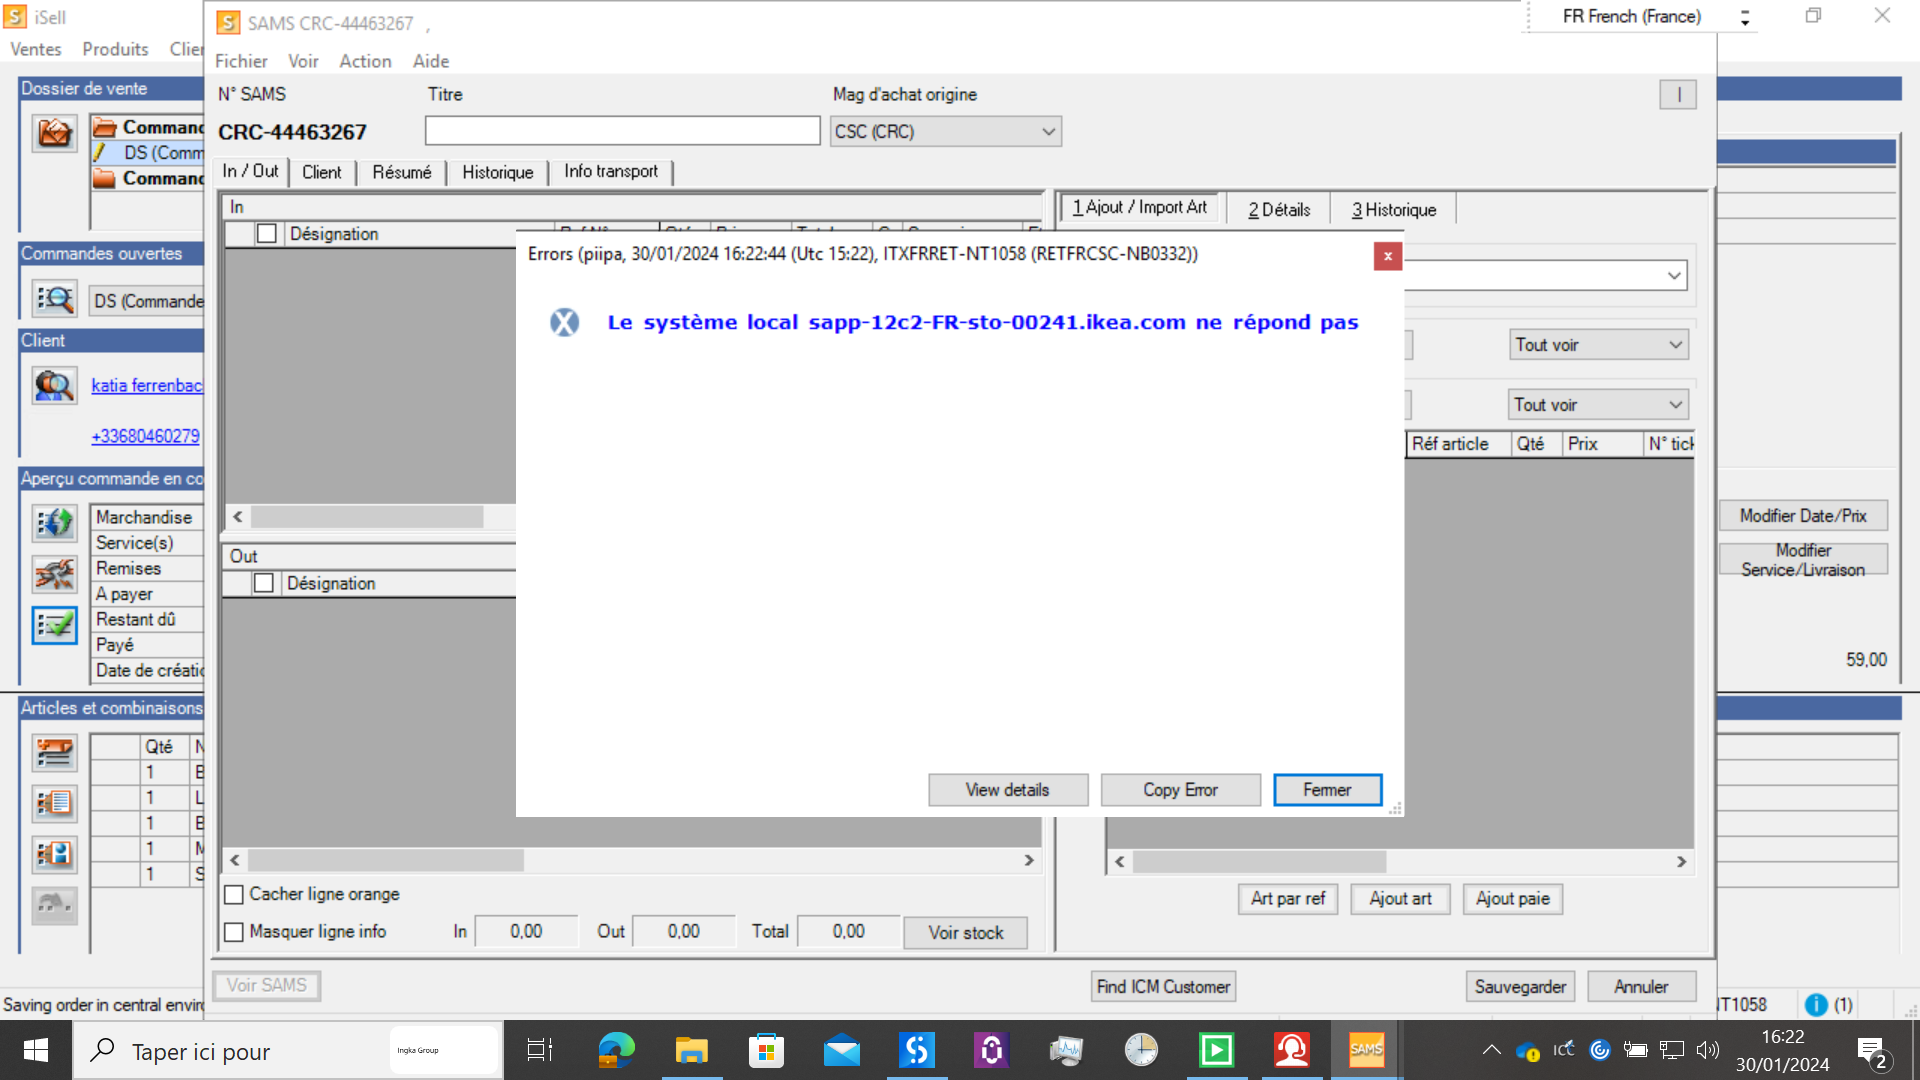 iSell
SAMS CRC-44463267 ,
FR French (France)
Ventes Produits Clier
Fichier Voir Action Aide
Dossier de vente
N° SAMS
Titre
Mag d'achat origine
CRC-44463267
CSC (CRC)
Command
DS (Comm
Command
In / Out
Client
Résumé
Historique
Info transport
In
Désignation
1 Ajout / Import Art
2 Détails
3 Historique
Commandes ouvertes
DS (Commande
Client
katia ferrenbac
+33680460279
Errors (piipa, 30/01/2024 16:22:44 (Utc 15:22), ITXFRRET-NT1058 (RETFRCSC-NB0332))
x
Le système local sapp-12c2-FR-sto-00241.ikea.com ne répond pas
View details
Copy Error
Fermer
Tout voir
Tout voir
Réf article
Qté
Prix
N° tick
Aperçu commande en co
Marchandise
Service(s)
Remises
A payer
Restant dû
Payé
Date de créatio
Out
Désignation
Modifier Date/Prix
Modifier
Service/Livraison
59,00
Articles et combinaisons
Qté N
1 B
1 L
1 B
1 M
1 S
Cacher ligne orange
Masquer ligne info
In 0,00
Out 0,00
Total 0,00
Voir stock
Art par ref
Ajout art
Ajout paie
Voir SAMS
Find ICM Customer
Sauvegarder
Annuler
Saving order in central enviro
NT1058
(1)
Taper ici pour
Ingka Group
SAMS
ICC
16:22
30/01/2024
2